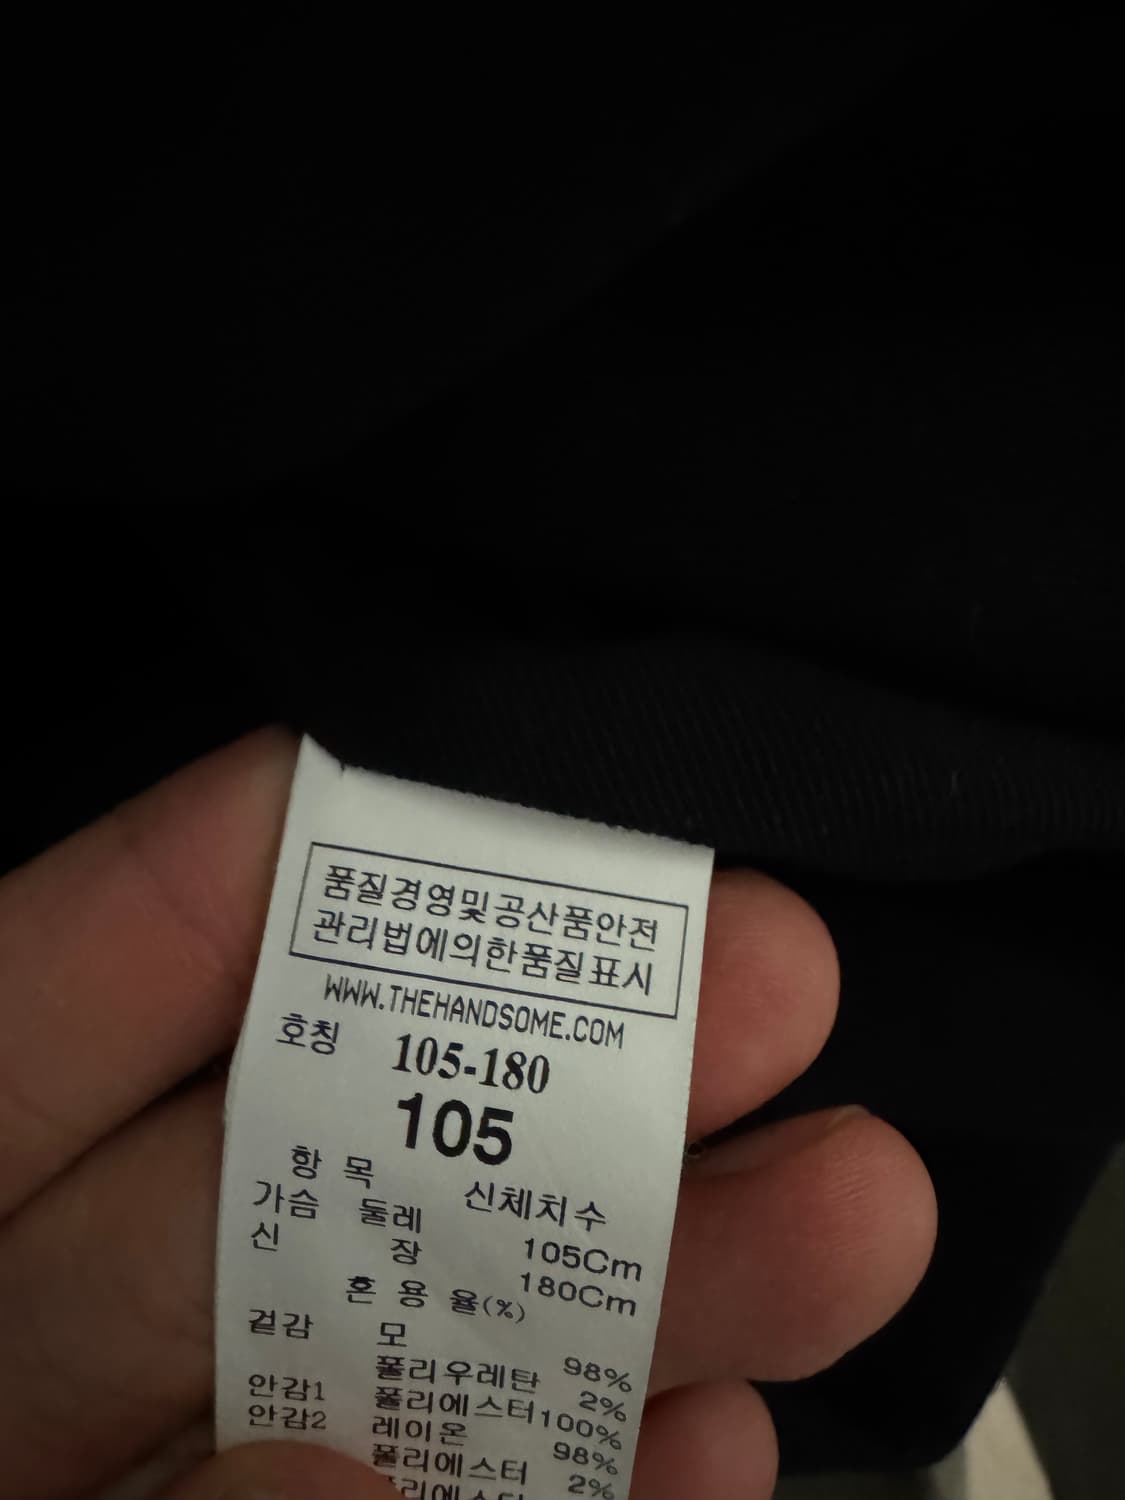 품질경영및공산품안전
관리법에의한품질표시
WWW.THEHANDSOME.COM
호칭 105-180
105
항 목 신체치수
가슴 둘레 105Cm
신 장 180Cm
혼 용 율(%)
겉감 모 98%
폴리우레탄 2%
안감1 폴리에스터 100%
안감2 레이온 98%
폴리에스터 2%